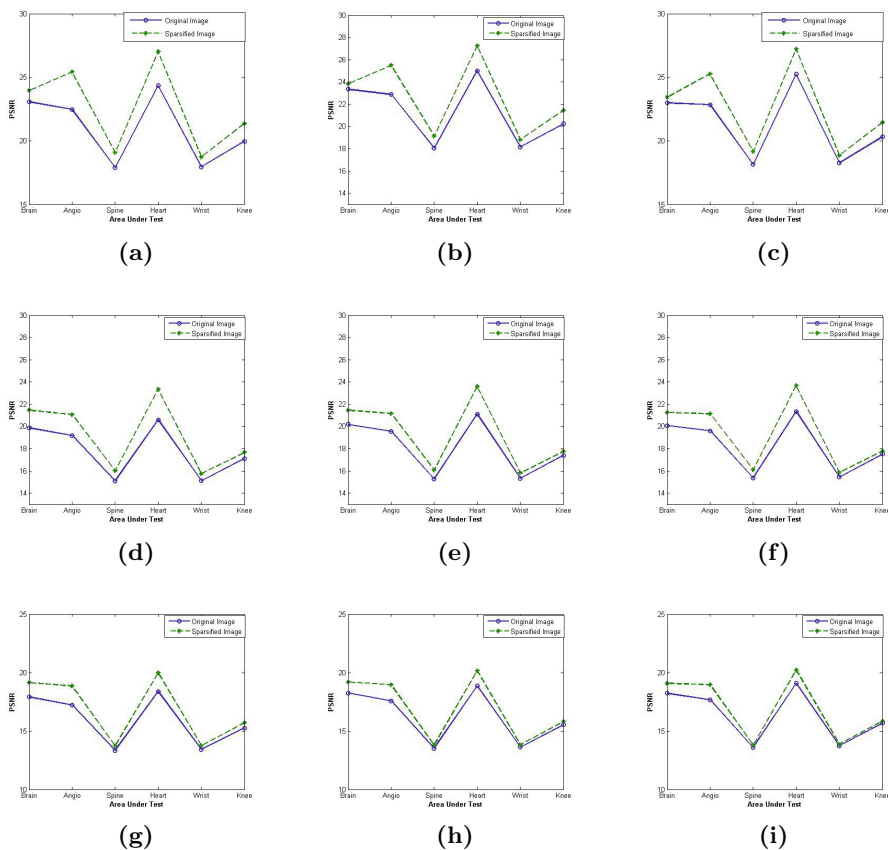 Original Image
Sparsified Image
30
25
20
15
PSNR
Brain Angio Spine Heart Wrist Knee
Area Under Test
(a)
Original Image
Sparsified Image
30
28
26
24
22
20
18
16
14
PSNR
Brain Angio Spine Heart Wrist Knee
Area Under Test
(b)
Original Image
Sparsified Image
30
25
20
15
PSNR
Brain Angio Spine Heart Wrist Knee
Area Under Test
(c)
Original Image
Sparsified Image
30
28
26
24
22
20
18
16
14
PSNR
Brain Angio Spine Heart Wrist Knee
Area Under Test
(d)
Original Image
Sparsified Image
30
28
26
24
22
20
18
16
14
PSNR
Brain Angio Spine Heart Wrist Knee
Area Under Test
(e)
Original Image
Sparsified Image
30
28
26
24
22
20
18
16
14
PSNR
Brain Angio Spine Heart Wrist Knee
Area Under Test
(f)
Original Image
Sparsified Image
25
20
15
10
PSNR
Brain Angio Spine Heart Wrist Knee
Area Under Test
(g)
Original Image
Sparsified Image
25
20
15
10
PSNR
Brain Angio Spine Heart Wrist Knee
Area Under Test
(h)
Original Image
Sparsified Image
25
20
15
10
PSNR
Brain Angio Spine Heart Wrist Knee
Area Under Test
(i)